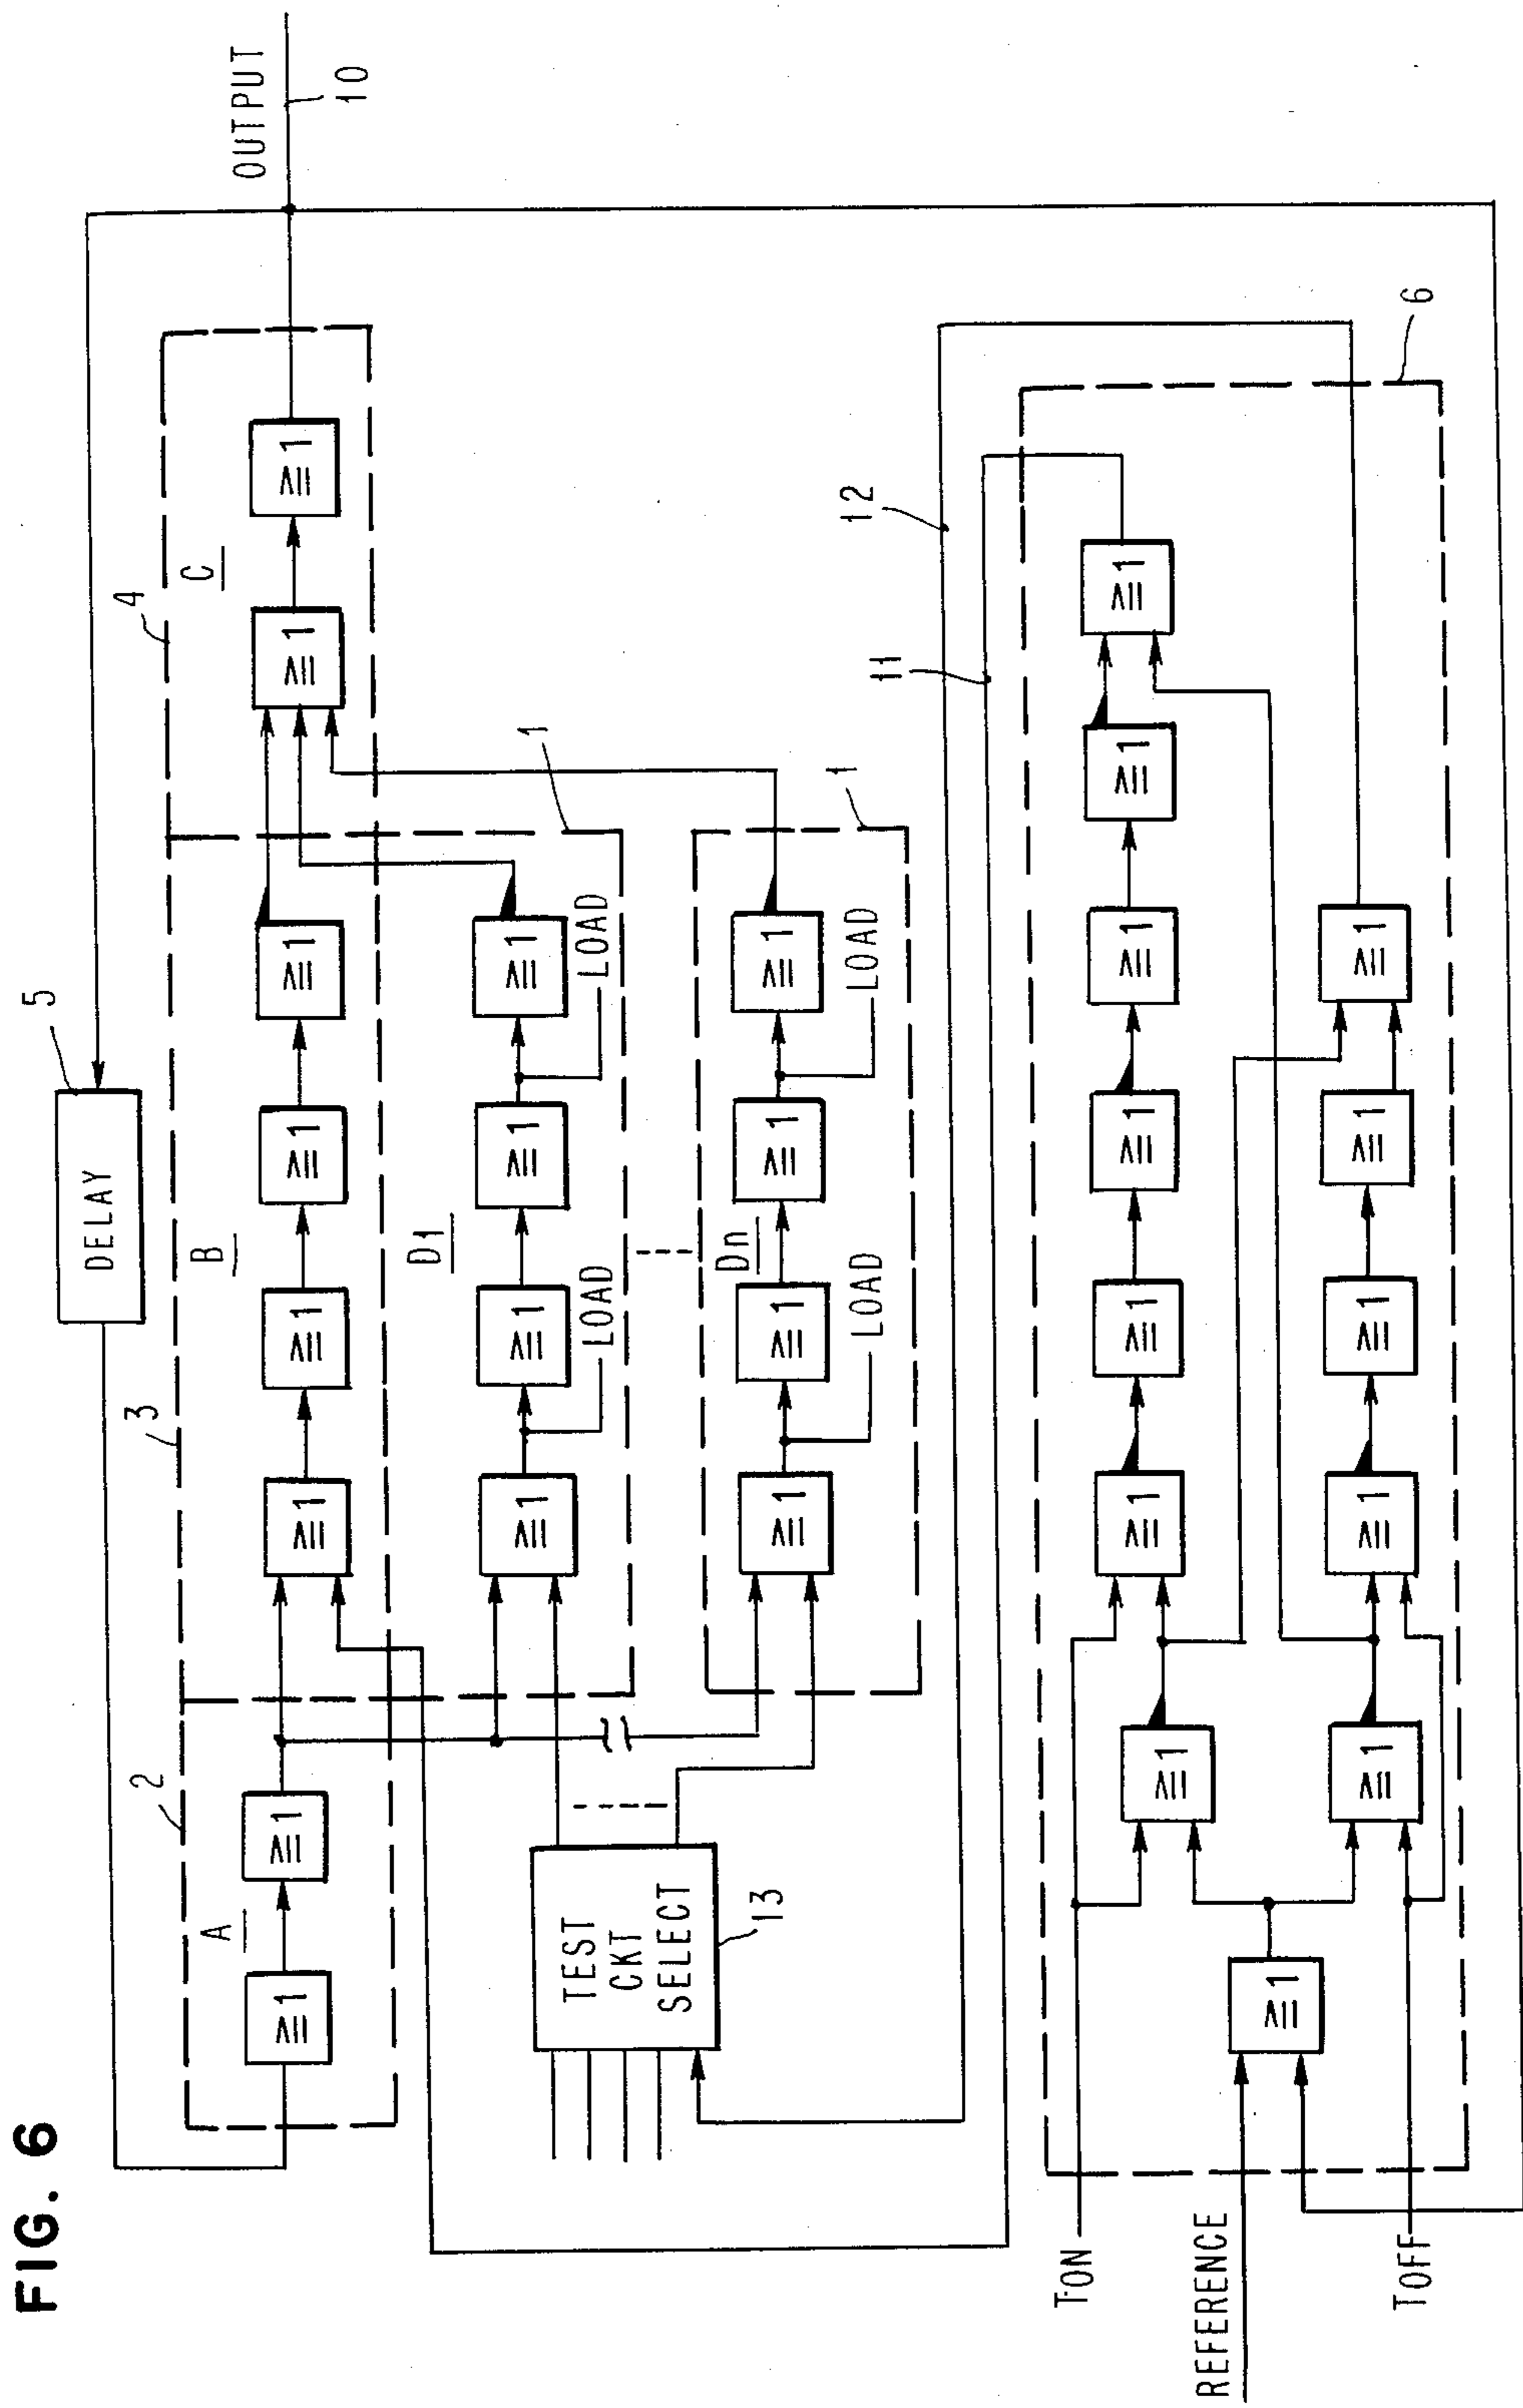 FIG. 6
5
DELAY
OUTPUT
10
2
3
4
A
B
C
≥ 1
≥ 1
≥ 1
≥ 1
≥ 1
≥ 1
≥ 1
≥ 1
D1
1
≥ 1
≥ 1
≥ 1
≥ 1
LOAD
LOAD
TEST
CKT
SELECT
13
Dn
1
≥ 1
≥ 1
≥ 1
≥ 1
LOAD
LOAD
12
11
6
TON
≥ 1
≥ 1
≥ 1
≥ 1
≥ 1
≥ 1
≥ 1
REFERENCE
≥ 1
TOFF
≥ 1
≥ 1
≥ 1
≥ 1
≥ 1